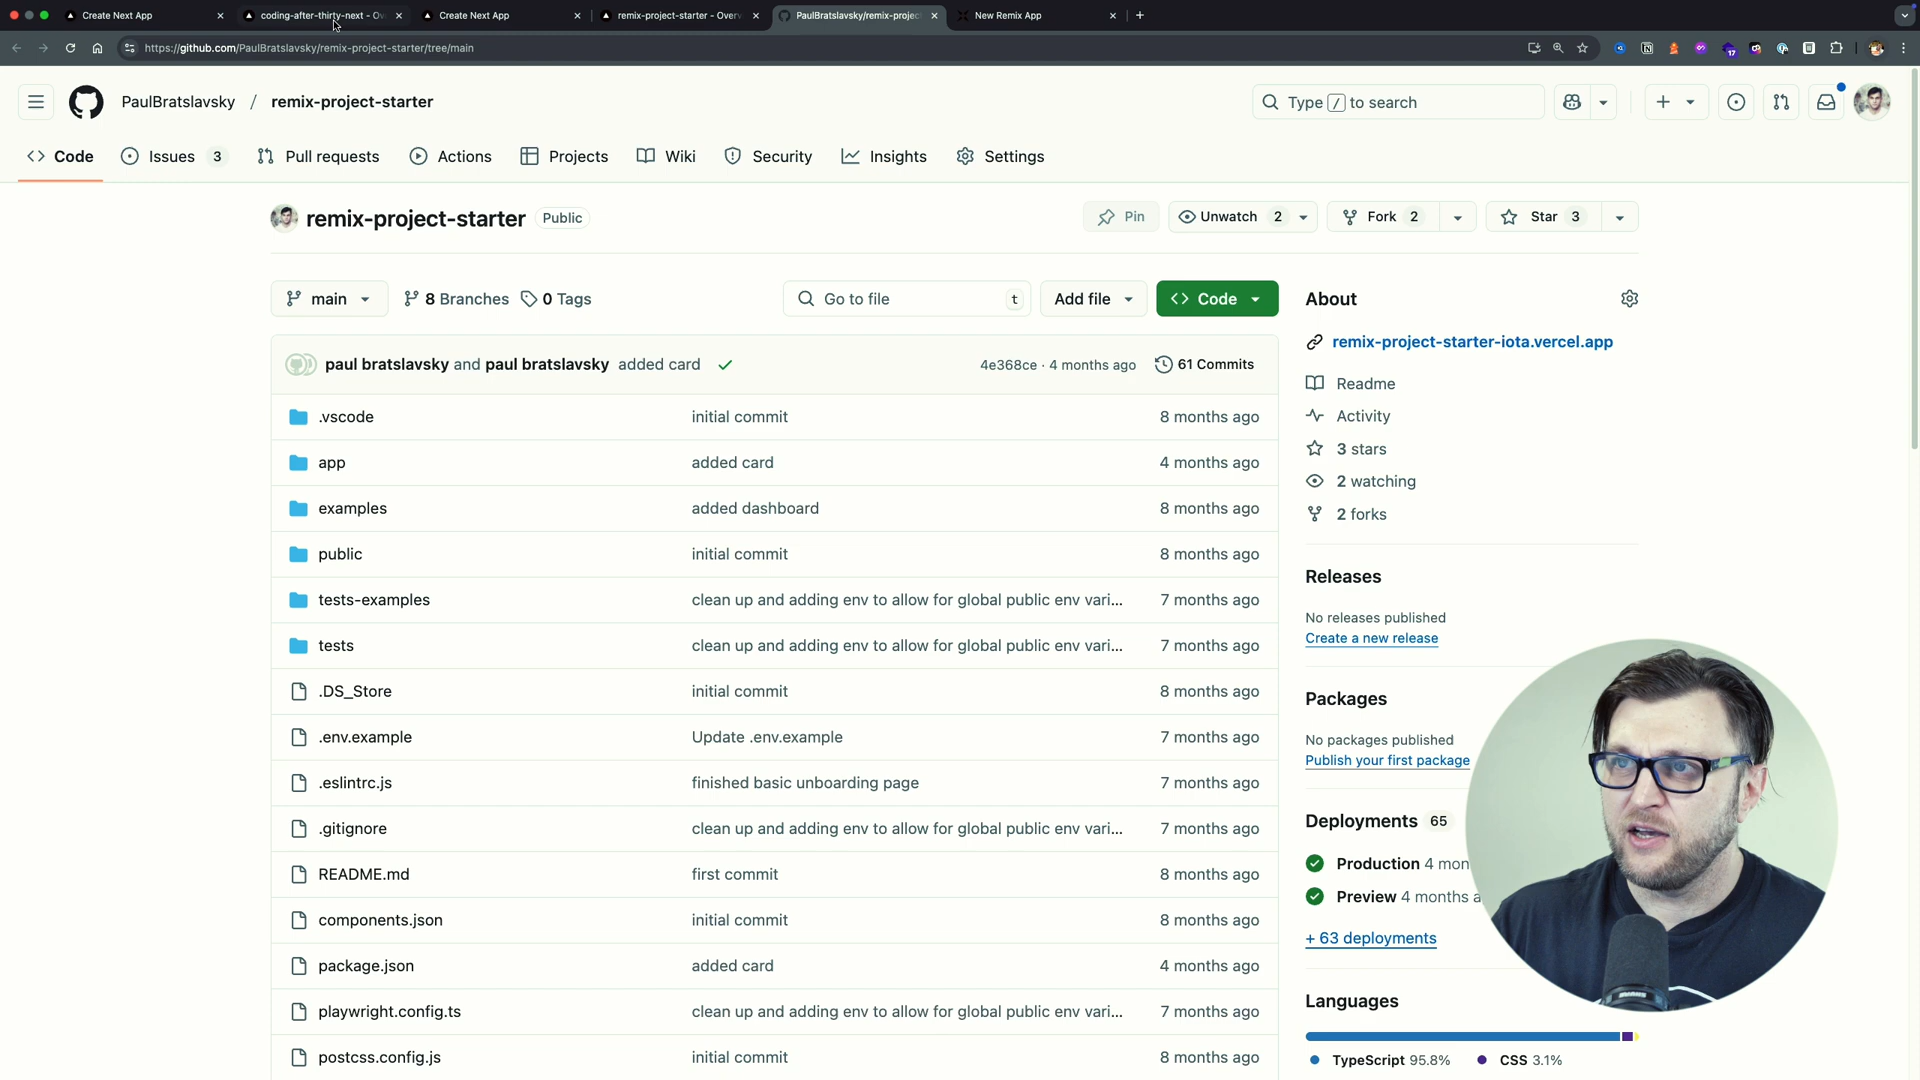 Create Next App
coding-after-thirty-next - Ov
Create Next App
remix-project-starter - Overv
PaulBratslavsky/remix-projec
New Remix App
https://github.com/PaulBratslavsky/remix-project-starter/tree/main
17
PaulBratslavsky / remix-project-starter
Type / to search
Code
Issues 3
Pull requests
Actions
Projects
Wiki
Security
Insights
Settings
remix-project-starter Public
Pin
Unwatch 2
Fork 2
Star 3
main
8 Branches
0 Tags
Go to file t
Add file
Code
paul bratslavsky and paul bratslavsky added card
4e368ce · 4 months ago
61 Commits
.vscode initial commit 8 months ago
app added card 4 months ago
examples added dashboard 8 months ago
public initial commit 8 months ago
tests-examples clean up and adding env to allow for global public env vari... 7 months ago
tests clean up and adding env to allow for global public env vari... 7 months ago
.DS_Store initial commit 8 months ago
.env.example Update .env.example 7 months ago
.eslintrc.js finished basic unboarding page 7 months ago
.gitignore clean up and adding env to allow for global public env vari... 7 months ago
README.md first commit 8 months ago
components.json initial commit 8 months ago
package.json added card 4 months ago
playwright.config.ts clean up and adding env to allow for global public env vari... 7 months ago
postcss.config.js initial commit 8 months ago
About
remix-project-starter-iota.vercel.app
Readme
Activity
3 stars
2 watching
2 forks
Releases
No releases published
Create a new release
Packages
No packages published
Publish your first package
Deployments 65
Production 4 mon
Preview 4 months a
+ 63 deployments
Languages
TypeScript 95.8%
CSS 3.1%